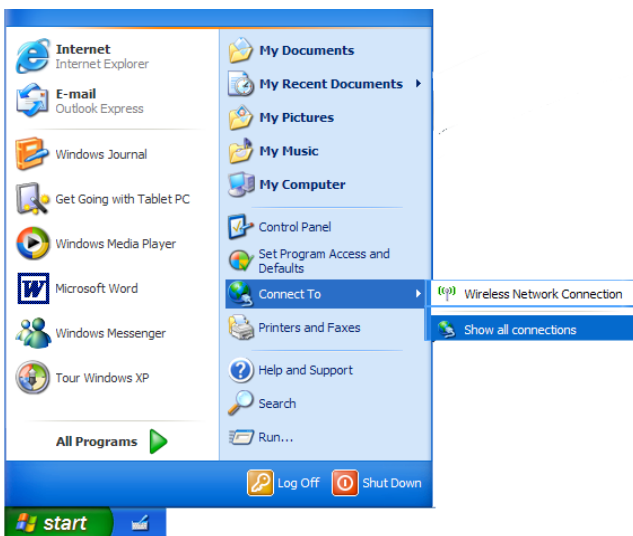 Internet
Internet Explorer
E-mail
Outlook Express
Windows Journal
Get Going with Tablet PC
Windows Media Player
W
Microsoft Word
Windows Messenger
Tour Windows XP
All Programs
My Documents
My Recent Documents
My Pictures
My Music
My Computer
Control Panel
Set Program Access and
Defaults
Connect To
Printers and Faxes
Help and Support
Search
Run...
Wireless Network Connection
Show all connections
Log Off
Shut Down
start